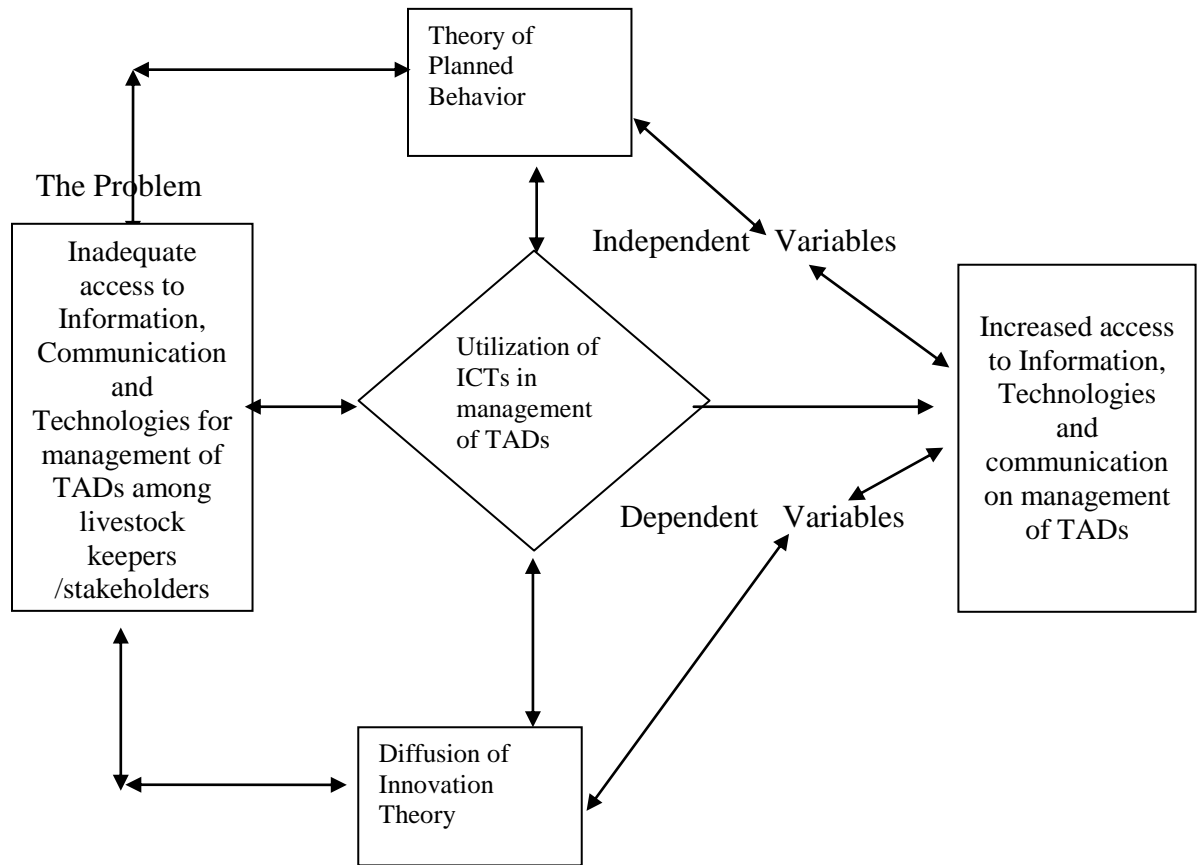 Theory of
Planned
Behavior
The Problem
Inadequate
access to
Information,
Communication
and
Technologies for
management of
TADs among
livestock
keepers
/stakeholders
Utilization of
ICTs in
management
of TADs
Independent Variables
Dependent Variables
Increased access
to Information,
Technologies
and
communication
on management
of TADs
Diffusion of
Innovation
Theory